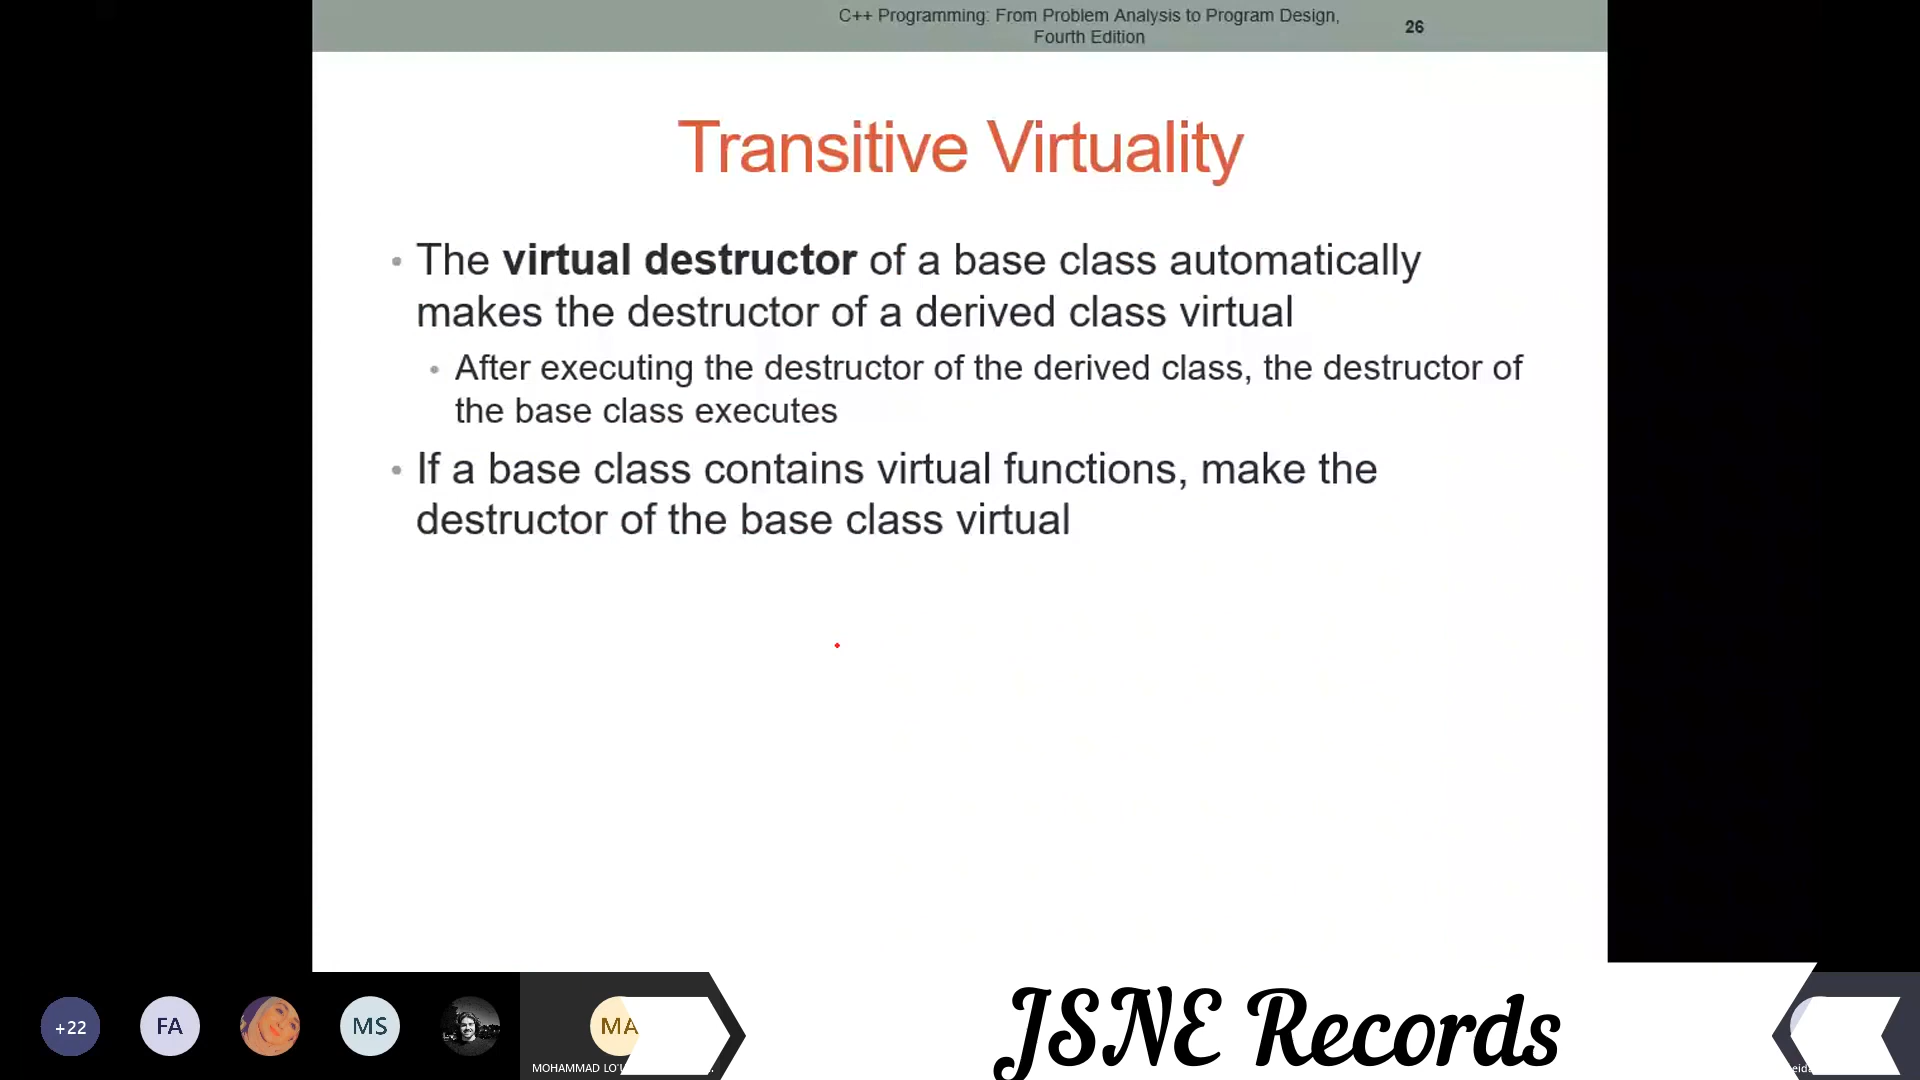 C++ Programming: From Problem Analysis to Program Design,
Fourth Edition
26
Transitive Virtuality
• The virtual destructor of a base class automatically
makes the destructor of a derived class virtual
• After executing the destructor of the derived class, the destructor of
the base class executes
• If a base class contains virtual functions, make the
destructor of the base class virtual
+22
FA
MS
MA
MOHAMMAD
JSNE Records